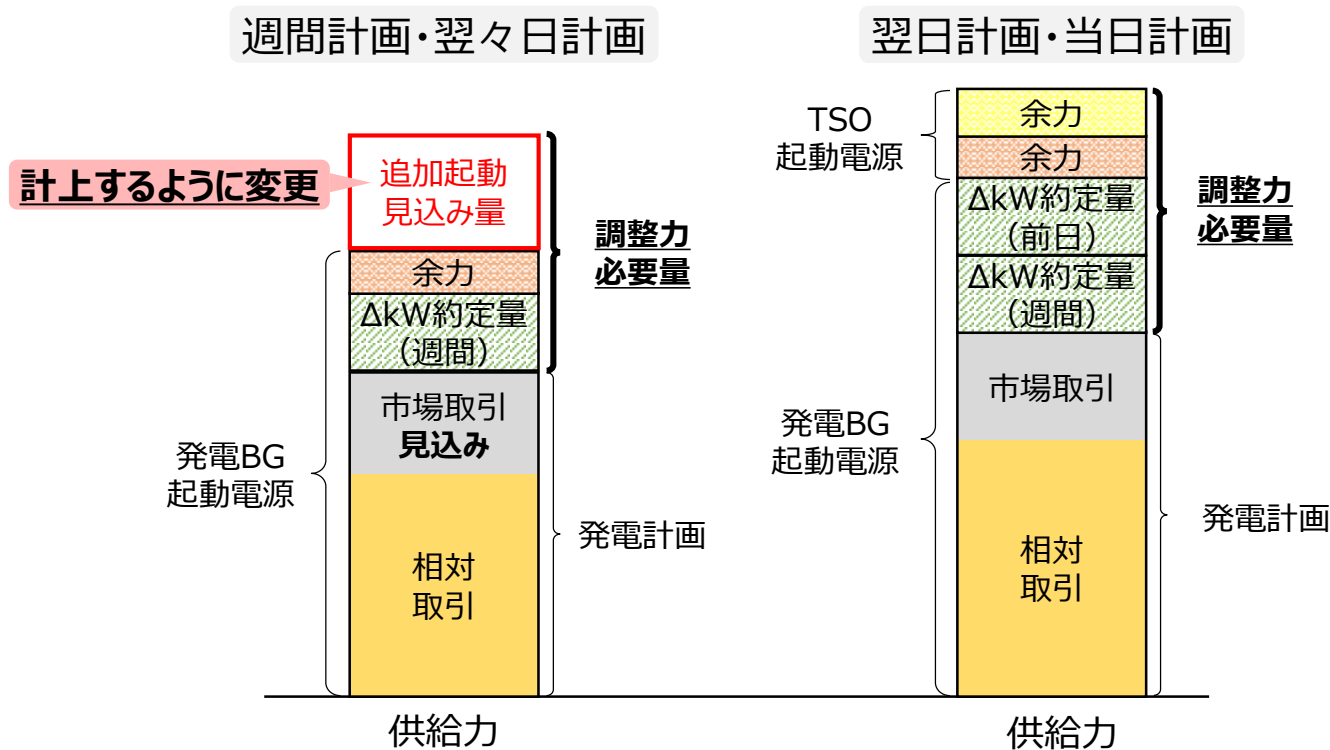 週間計画・翌々日計画
計上するように変更
追加起動
見込み量
調整力
必要量
余力
ΔkW約定量
(週間)
市場取引
見込み
発電BG
起動電源
相対
取引
発電計画
供給力
翌日計画・当日計画
TSO
起動電源
余力
余力
ΔkW約定量
(前日)
ΔkW約定量
(週間)
調整力
必要量
市場取引
発電BG
起動電源
相対
取引
発電計画
供給力